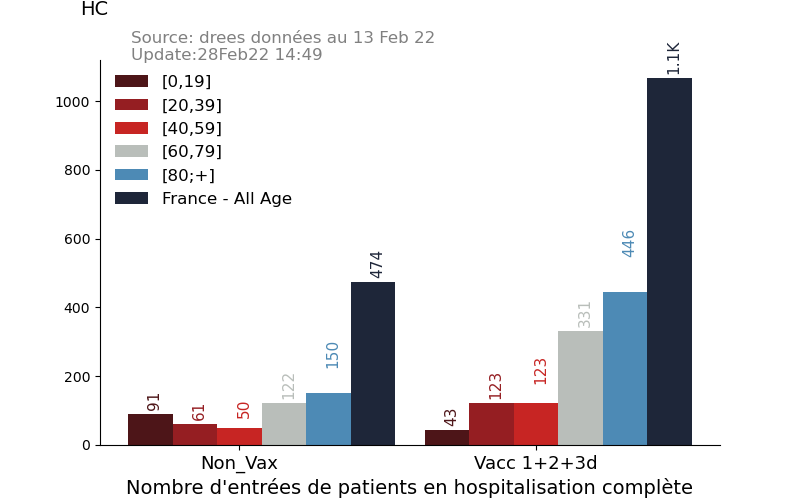 HC
Source: drees données au 13 Feb 22
Update:28Feb22 14:49
[0,19]
[20,39]
[40,59]
[60,79]
[80;+]
France - All Age
1000
800
600
400
200
0
91
61
50
122
150
474
43
123
123
331
446
1.1K
Non_Vax
Vacc 1+2+3d
Nombre d'entrées de patients en hospitalisation complète